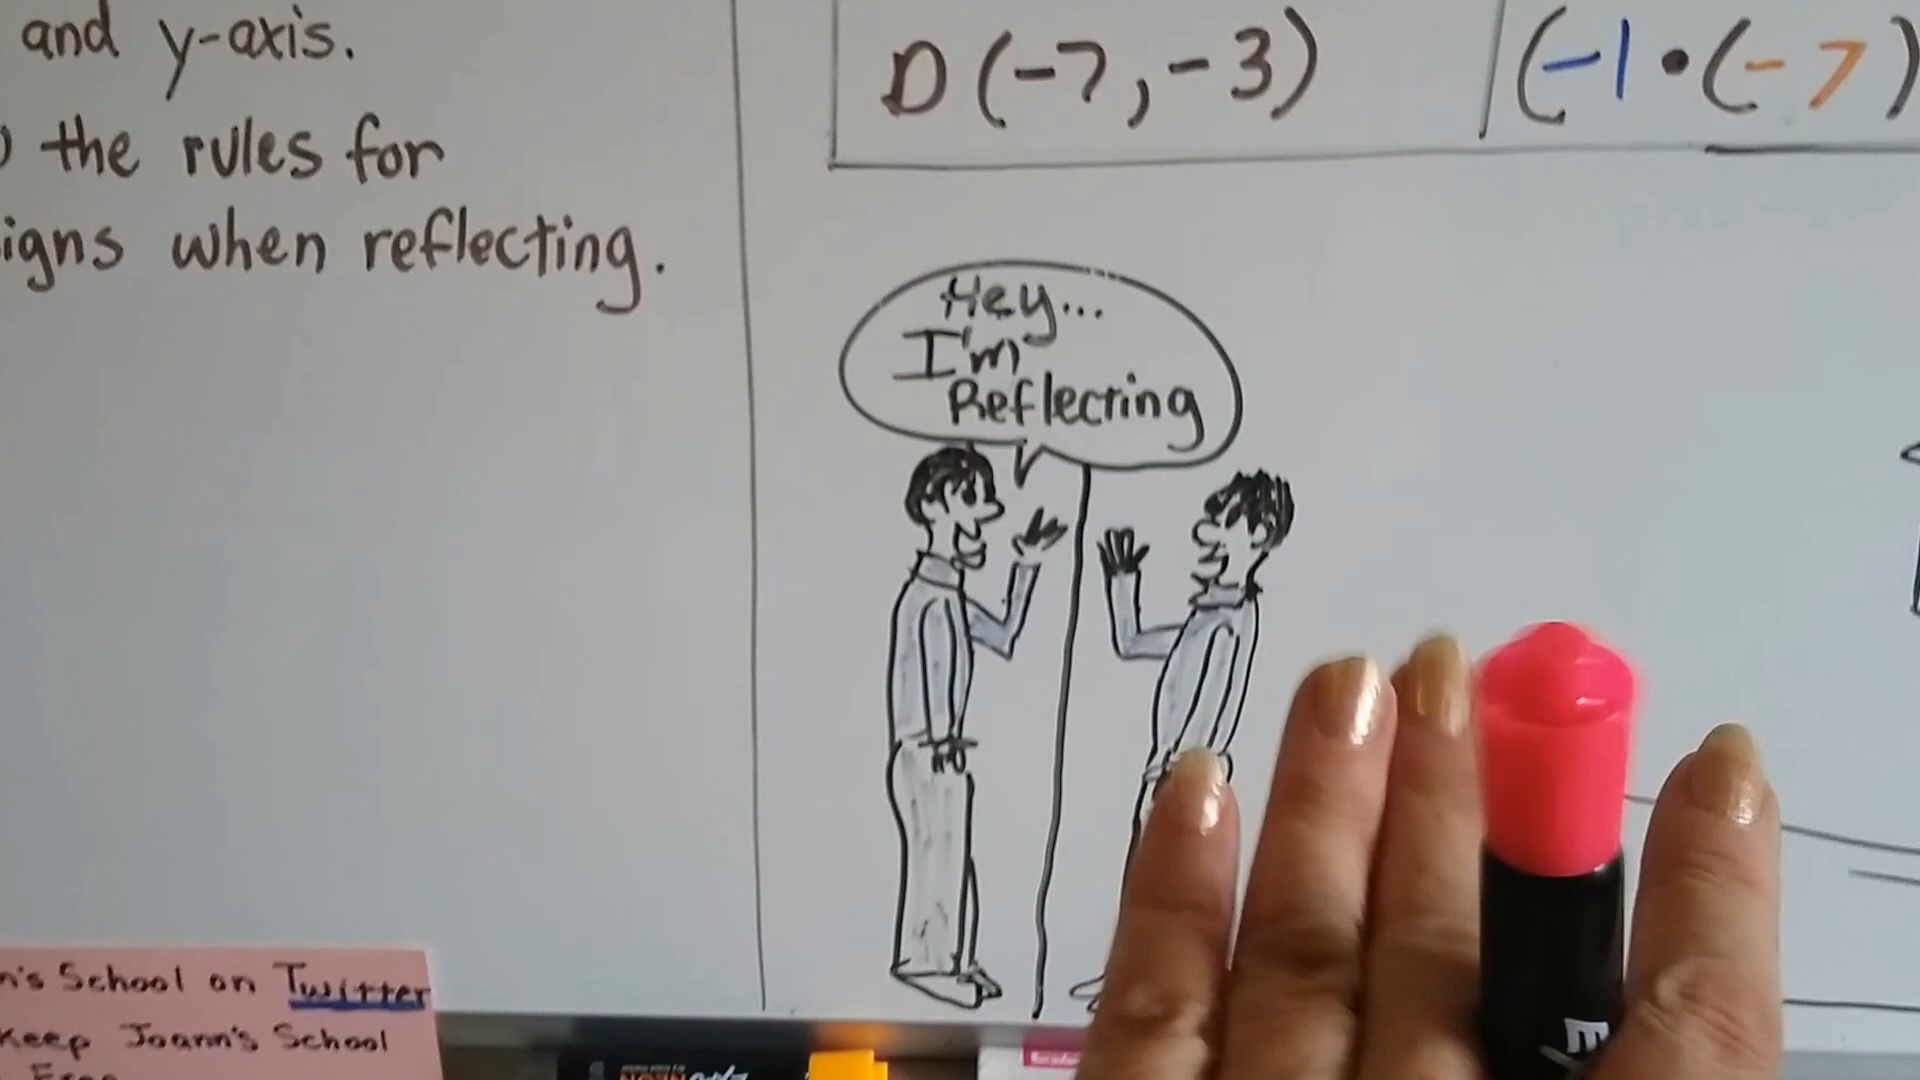 and y-axis.
the rules for
igns when reflecting.
D (-7, -3)
(-1 • (-7)
Hey...
I'm
Reflecting
n's School on Twitter
Keep Joann's School